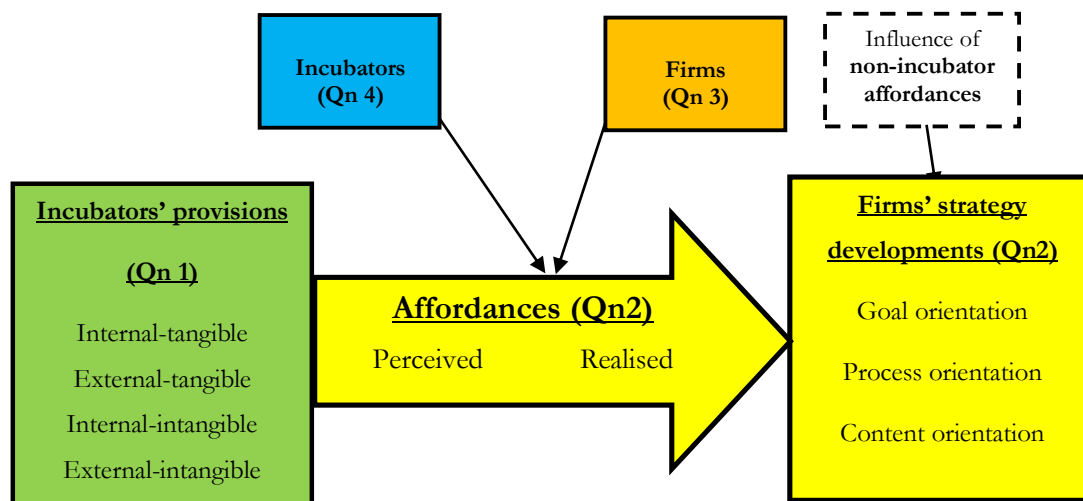 Incubators
(Qn 4)
Firms
(Qn 3)
Influence of
non-incubator
affordances
Incubators’ provisions
(Qn 1)
Internal-tangible
External-tangible
Internal-intangible
External-intangible
Affordances (Qn2)
Perceived Realised
Firms’ strategy
developments (Qn2)
Goal orientation
Process orientation
Content orientation